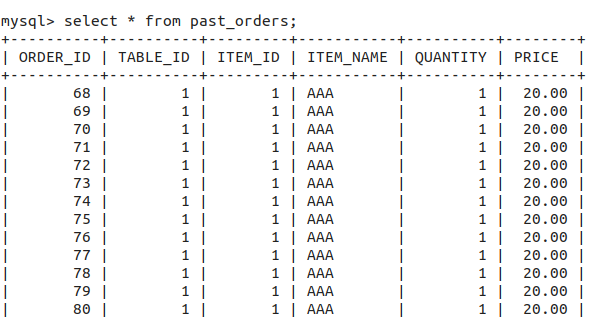 mysql> select * from past_orders;
+----------+----------+---------+-----------+----------+--------+
| ORDER_ID | TABLE_ID | ITEM_ID | ITEM_NAME | QUANTITY | PRICE  |
+----------+----------+---------+-----------+----------+--------+
|       68 |        1 |       1 | AAA       |        1 |  20.00 |
|       69 |        1 |       1 | AAA       |        1 |  20.00 |
|       70 |        1 |       1 | AAA       |        1 |  20.00 |
|       71 |        1 |       1 | AAA       |        1 |  20.00 |
|       72 |        1 |       1 | AAA       |        1 |  20.00 |
|       73 |        1 |       1 | AAA       |        1 |  20.00 |
|       74 |        1 |       1 | AAA       |        1 |  20.00 |
|       75 |        1 |       1 | AAA       |        1 |  20.00 |
|       76 |        1 |       1 | AAA       |        1 |  20.00 |
|       77 |        1 |       1 | AAA       |        1 |  20.00 |
|       78 |        1 |       1 | AAA       |        1 |  20.00 |
|       79 |        1 |       1 | AAA       |        1 |  20.00 |
|       80 |        1 |       1 | AAA       |        1 |  20.00 |